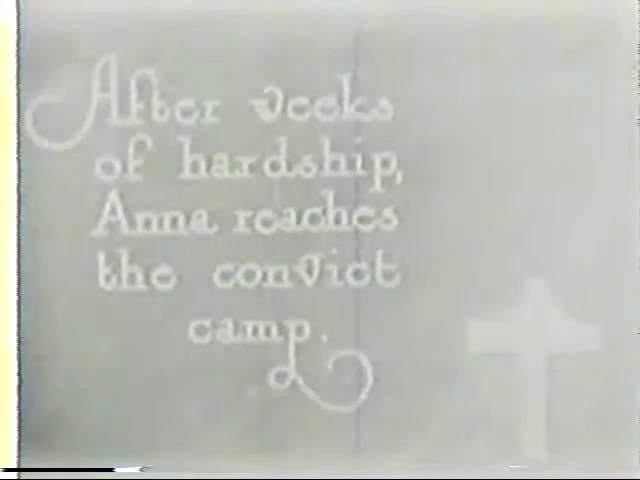 After weeks
of hardship,
Anna reaches
the convict
camp.